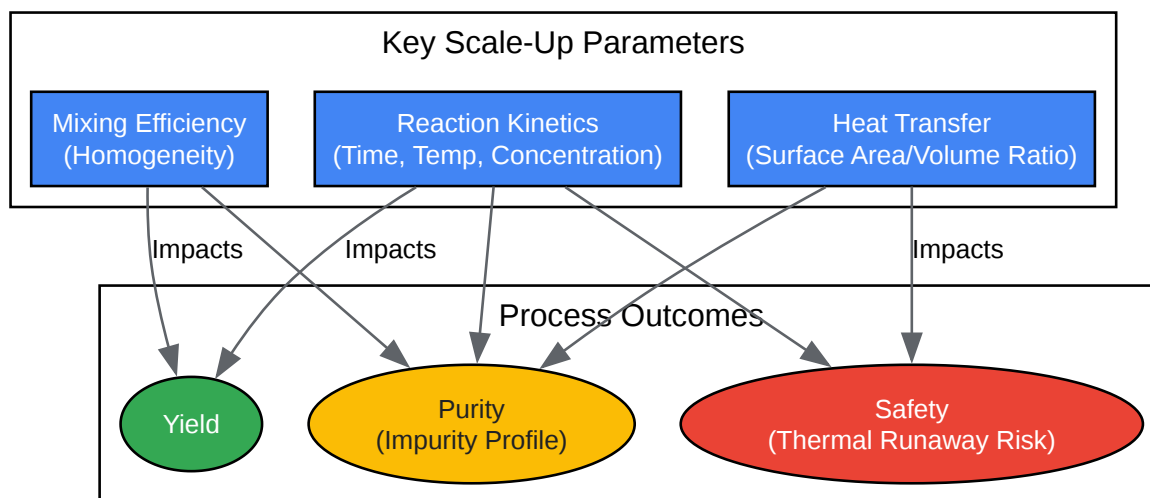 Key Scale-Up Parameters
Mixing Efficiency
(Homogeneity)
Reaction Kinetics
(Time, Temp, Concentration)
Heat Transfer
(Surface Area/Volume Ratio)
Impacts
Impacts
Impacts
Process Outcomes
Yield
Purity
(Impurity Profile)
Safety
(Thermal Runaway Risk)